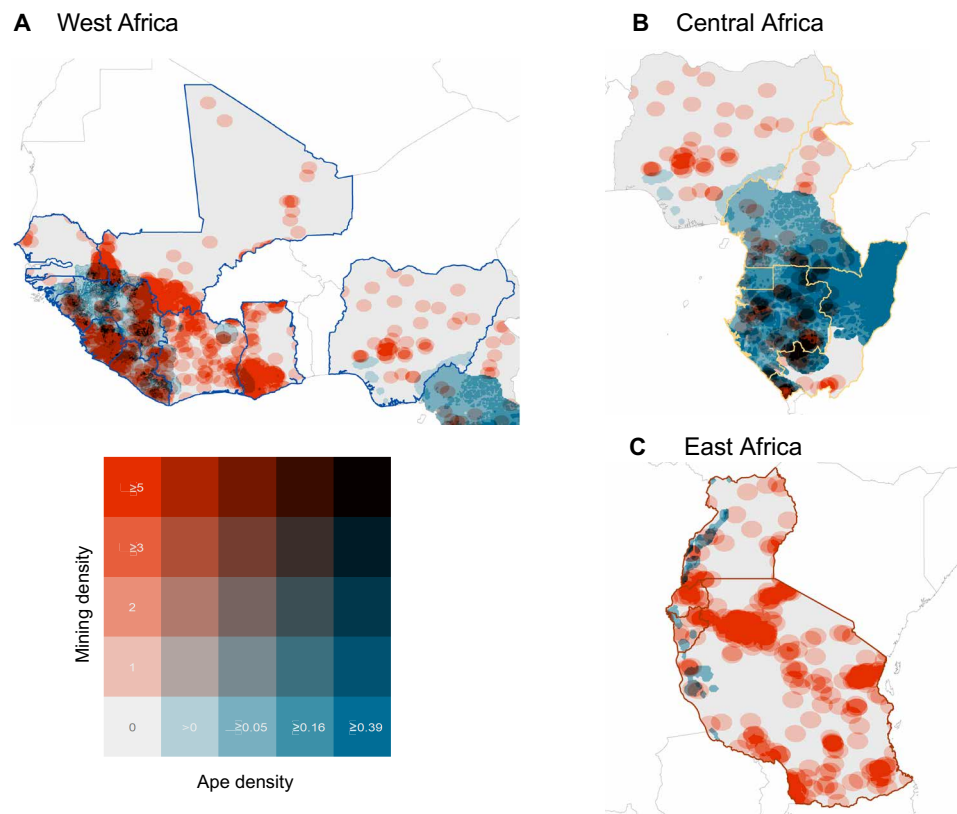 A West Africa
B Central Africa
C East Africa
≥5
≥3
2
1
0 >0 ≥0.05 ≥0.16 ≥0.39
Mining density
Ape density